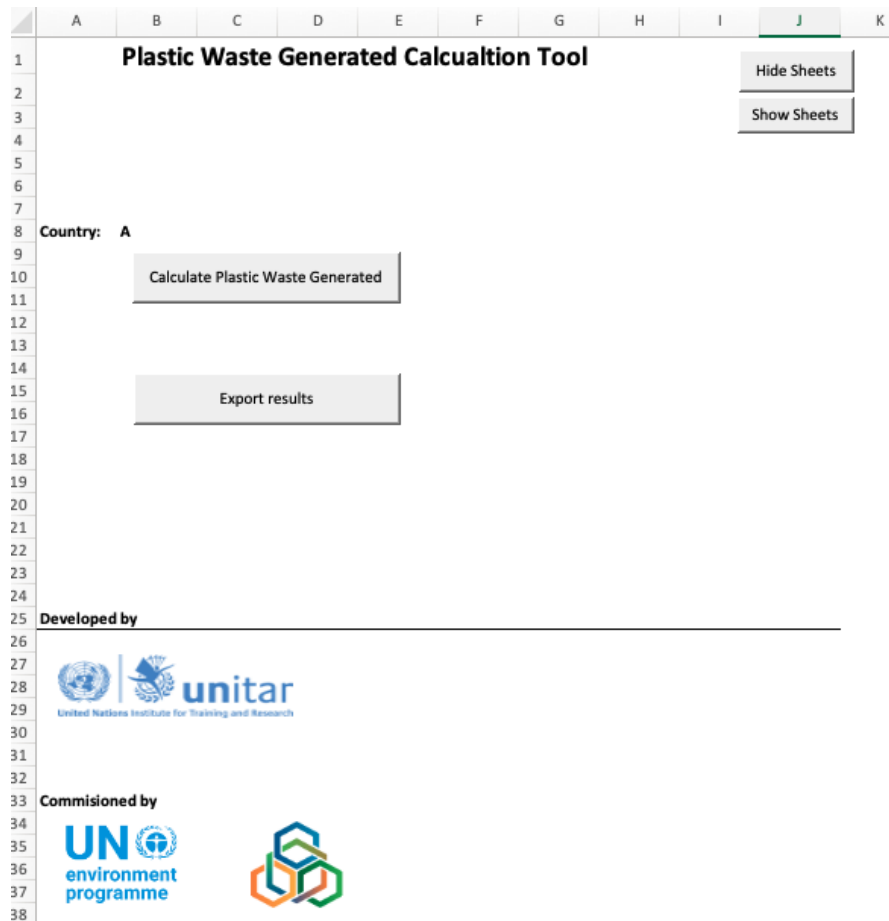 A B C D E F G H I J K
1 Plastic Waste Generated Calcualtion Tool
Hide Sheets
2
3 Show Sheets
4
5
6
7
8 Country: A
9
10 Calculate Plastic Waste Generated
11
12
13
14
15 Export results
16
17
18
19
20
21
22
23
24
25 Developed by
26
27
28 unitar
29 United Nations Institute for Training and Research
30
31
32
33 Commisioned by
34
35 UN
36 environment
37 programme
38